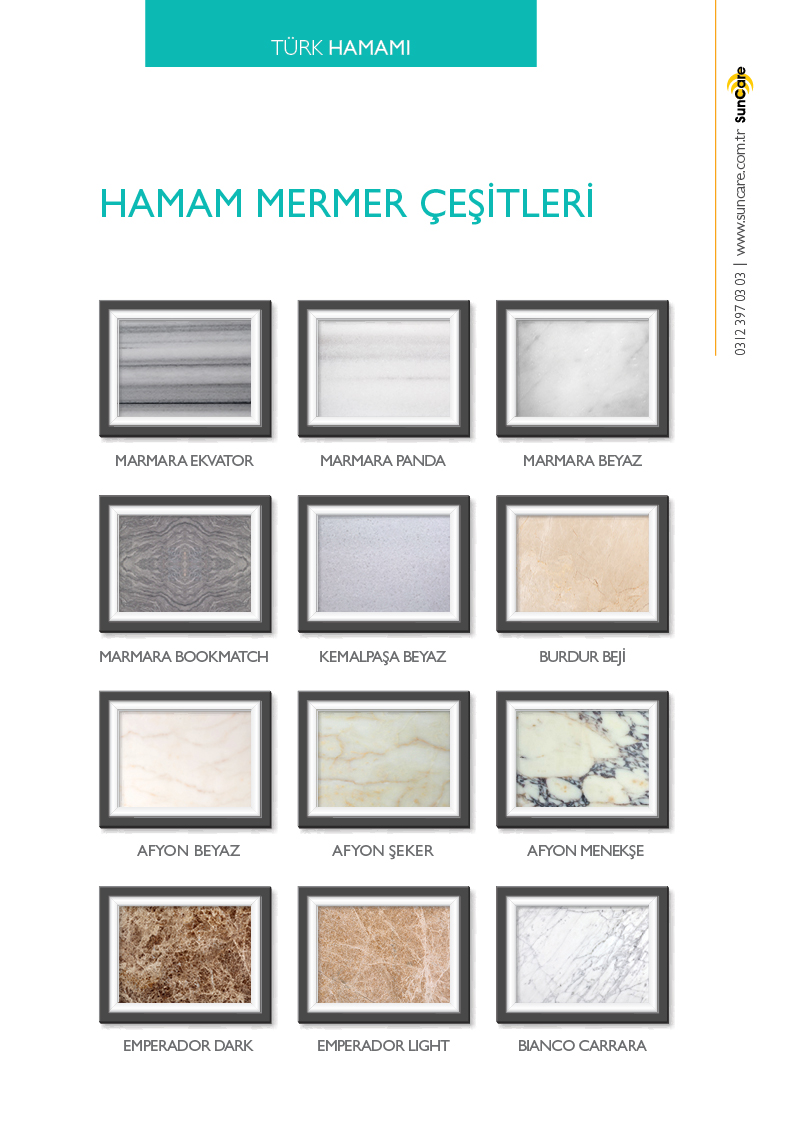 TÜRK HAMAMI
SunCare
0312 397 03 03 | www.suncare.com.tr
HAMAM MERMER ÇEŞİTLERİ
MARMARA EKVATOR
MARMARA PANDA
MARMARA BEYAZ
MARMARA BOOKMATCH
KEMALPAŞA BEYAZ
BURDUR BEJİ
AFYON BEYAZ
AFYON ŞEKER
AFYON MENEKŞE
EMPERADOR DARK
EMPERADOR LIGHT
BIANCO CARRARA